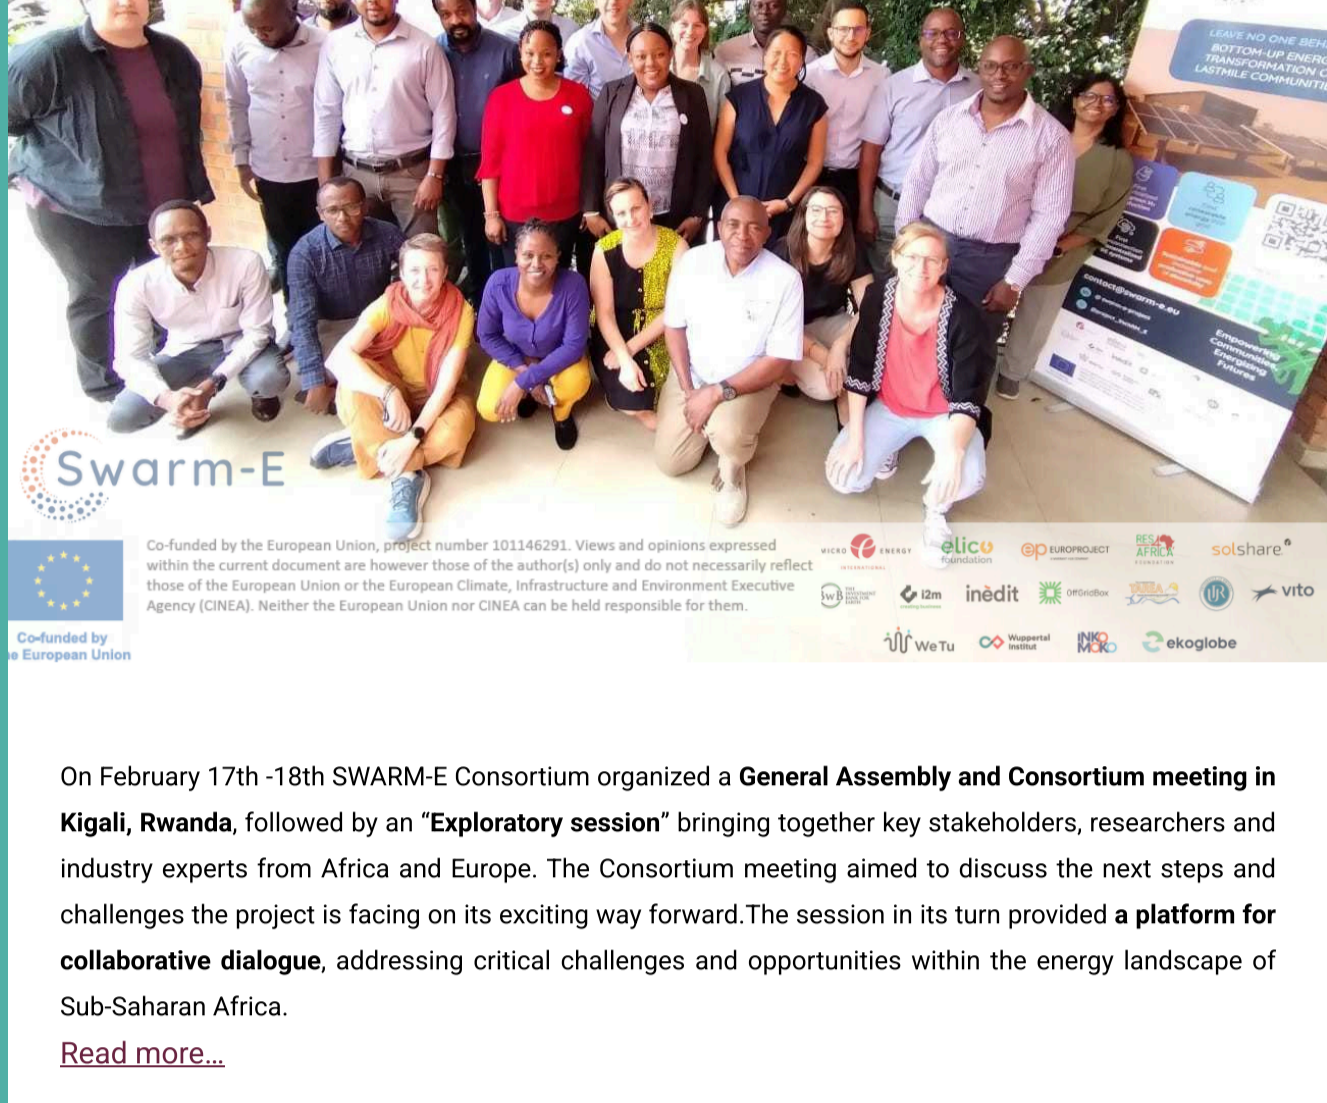 LEAVE NO ONE BEH
BOTTOM-UP ENERG
TRANSFORMATION O
LASTMILE COMMUNITI
contact@swarm-e.eu
Empowering
Communities,
Energizing
Futures
Swarm-E
Co-funded by the European Union, project number 101146291. Views and opinions expressed
within the current document are however those of the author(s) only and do not necessarily reflect
those of the European Union or the European Climate, Infrastructure and Environment Executive
Agency (CINEA). Neither the European Union nor CINEA can be held responsible for them.
Co-funded by
e European Union
MICRO ENERGY
INTERNATIONAL
elico
foundation
ep EUROPROJECT
RES4
AFRICA
FOUNDATION
solshare
i2m
inèdit
OffGridBox
UR
vito
WeTu
Wuppertal
Institut
INKO
MOKO
ekoglobe
On February 17th -18th SWARM-E Consortium organized a General Assembly and Consortium meeting in
Kigali, Rwanda, followed by an “Exploratory session” bringing together key stakeholders, researchers and
industry experts from Africa and Europe. The Consortium meeting aimed to discuss the next steps and
challenges the project is facing on its exciting way forward.The session in its turn provided a platform for
collaborative dialogue, addressing critical challenges and opportunities within the energy landscape of
Sub-Saharan Africa.
Read more...